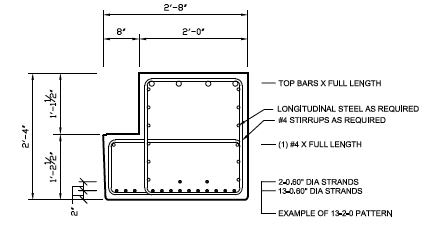 2'-8"
8"
2'-0"
TOP BARS X FULL LENGTH
1'-1½"
LONGITUDINAL STEEL AS REQUIRED
#4 STIRRUPS AS REQUIRED
2'-4"
(1) #4 X FULL LENGTH
1'-2½"
2-0.60" DIA STRANDS
13-0.60" DIA STRANDS
2"
EXAMPLE OF 13-2-0 PATTERN